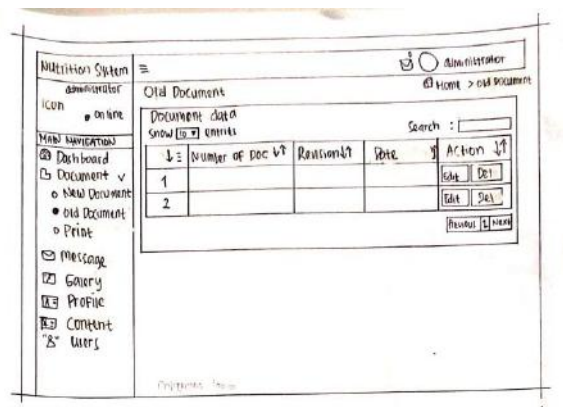 Nutrition System
administrator
administrator
icon
online
Home > old Document
Old Document
Document data
Show 10 entries
Search :
MAIN NAVIGATION
Dashboard
Document
New Document
Old Document
Print
Message
Galery
Profile
Content
"&" Users
Number of Doc
Revision
Date
Action
1
Edit
Del
2
Edit
Del
Previous 1 Next